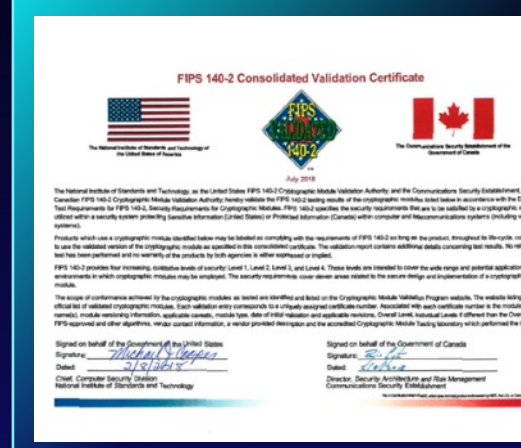 FIPS 140-2 Consolidated Validation Certificate
FIPS
VALIDATED
140-2
The National Institute of Standards and Technology of
the United States of America
The Communications Security Establishment of the
Government of Canada
July 2018
The National Institute of Standards and Technology, as the United States FIPS 140-2 Cryptographic Module Validation Authority; and the Communications Security Establishment,
Canadian FIPS 140-2 Cryptographic Module Validation Authority; hereby validate the FIPS 140-2 testing results of the cryptographic modules listed below in accordance with the
Test Requirements for FIPS 140-2, Security Requirements for Cryptographic Modules. FIPS 140-2 specifies the security requirements that are to be satisfied by a cryptographic
utilized within a security system protecting Sensitive Information (United States) or Protected Information (Canada) within computer and telecommunications systems (including
systems).
Products which use a cryptographic module identified below may be labeled as complying with the requirements of FIPS 140-2 so long as the product, throughout its life-cycle,
to use the validated version of the cryptographic module as specified in this consolidated certificate. The validation report contains additional details concerning test results. No
test has been performed and no warranty of the products by both agencies is either expressed or implied.
FIPS 140-2 provides four increasing, qualitative levels of security: Level 1, Level 2, Level 3, and Level 4. These levels are intended to cover the wide range and potential
environments in which cryptographic modules may be employed. The security requirements cover eleven areas related to the secure design and implementation of a
module.
The scope of conformance achieved by the cryptographic modules as tested are identified and listed on the Cryptographic Module Validation Program website. The website listing
official list of validated cryptographic modules. Each validation entry corresponds to a uniquely assigned certificate number. Associated with each certificate number is the
name(s), module versioning information, applicable caveats, module type, date of initial validation and applicable revisions, Overall Level, Individual Levels if different than the
FIPS-approved and other algorithms, vendor contact information, a vendor provided description and the accredited Cryptographic Module Testing laboratory which performed the
Signed on behalf of the Government of the United States
Signature: Michael J Cooper
Dated: 2/8/2018
Chief, Computer Security Division
National Institute of Standards and Technology
Signed on behalf of the Government of Canada
Signature:
Dated:
Director, Security Architecture and Risk Management
Communications Security Establishment